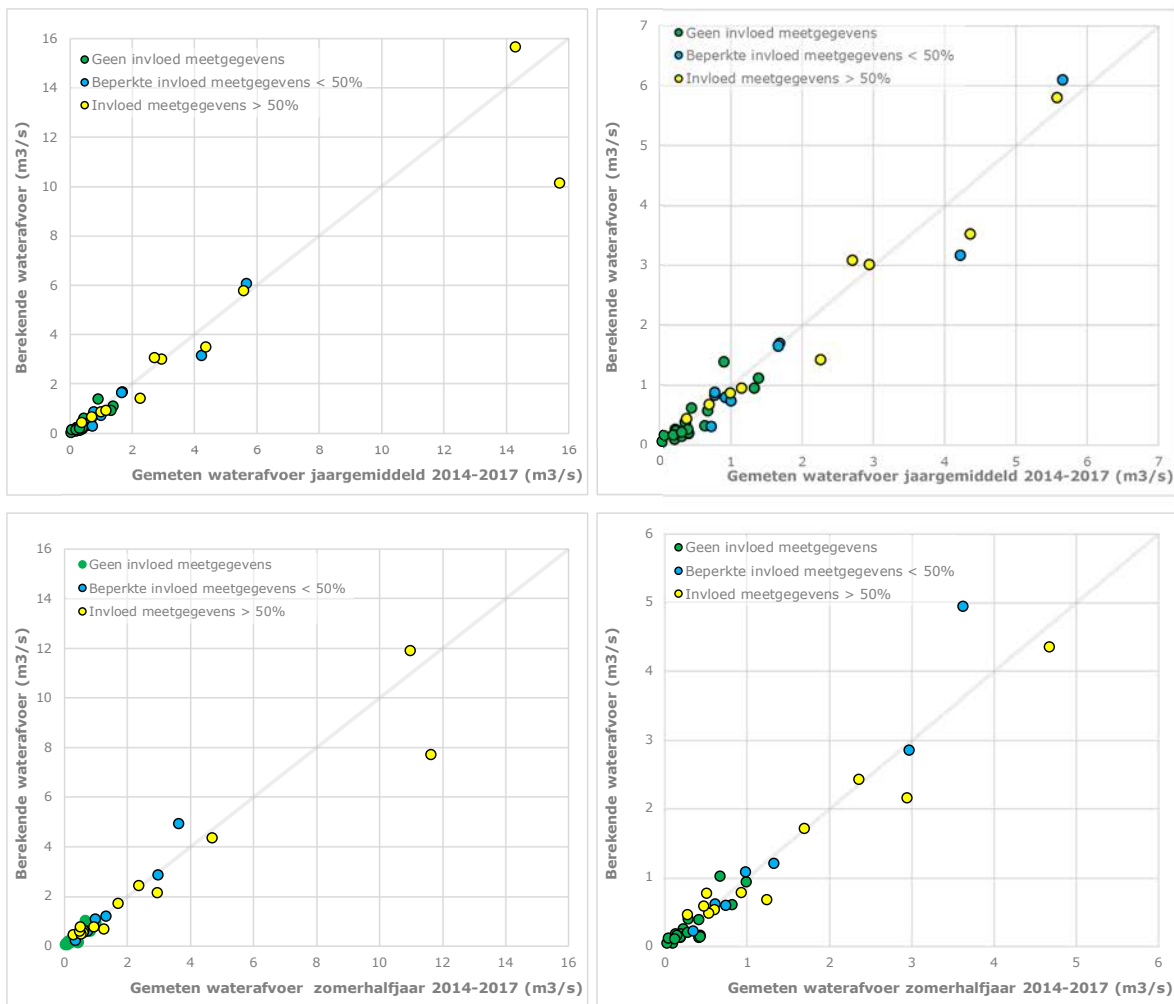 16
14
12
10
8
6
4
2
0
Berekende waterafvoer (m3/s)
Geen invloed meetgegevens
Beperkte invloed meetgegevens < 50%
Invloed meetgegevens > 50%
0 2 4 6 8 10 12 14 16
Gemeten waterafvoer jaargemiddeld 2014-2017 (m3/s)
7
6
5
4
3
2
1
0
Berekende waterafvoer (m3/s)
Geen invloed meetgegevens
Beperkte invloed meetgegevens < 50%
Invloed meetgegevens > 50%
0 1 2 3 4 5 6 7
Gemeten waterafvoer jaargemiddeld 2014-2017 (m3/s)
16
14
12
10
8
6
4
2
0
Berekende waterafvoer (m3/s)
Geen invloed meetgegevens
Beperkte invloed meetgegevens < 50%
Invloed meetgegevens > 50%
0 2 4 6 8 10 12 14 16
Gemeten waterafvoer zomerhalfjaar 2014-2017 (m3/s)
6
5
4
3
2
1
0
Berekende waterafvoer (m3/s)
Geen invloed meetgegevens
Beperkte invloed meetgegevens < 50%
Invloed meetgegevens > 50%
0 1 2 3 4 5 6
Gemeten waterafvoer zomerhalfjaar 2014-2017 (m3/s)